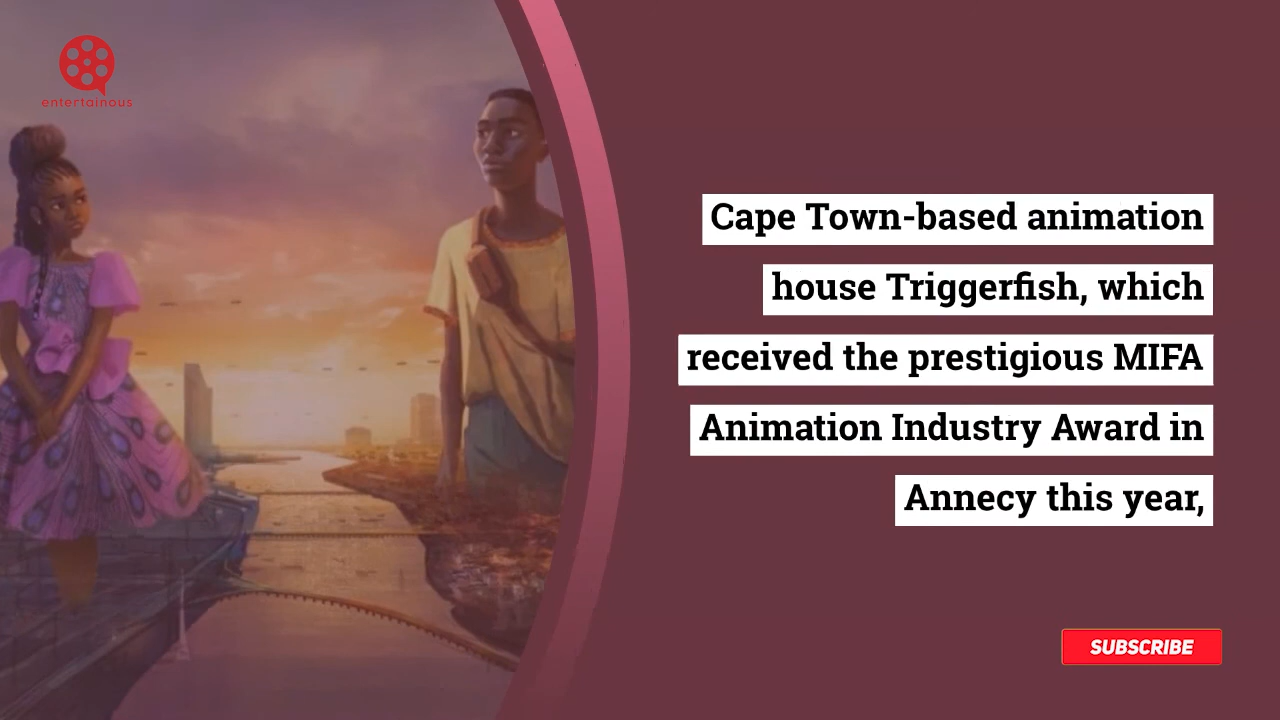 entertainous
Cape Town-based animation
house Triggerfish, which
received the prestigious MIFA
Animation Industry Award in
Annecy this year,
SUBSCRIBE